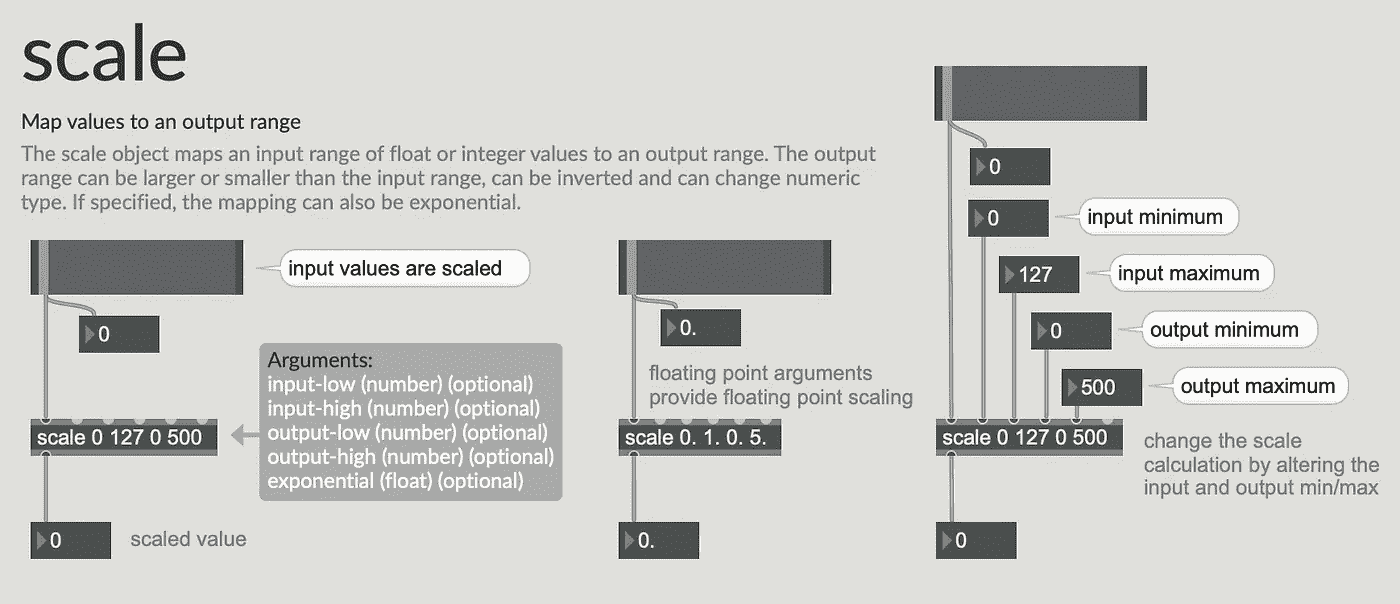 scale
Map values to an output range
The scale object maps an input range of float or integer values to an output range. The output
range can be larger or smaller than the input range, can be inverted and can change numeric
type. If specified, the mapping can also be exponential.
input values are scaled
0
Arguments:
input-low (number) (optional)
input-high (number) (optional)
output-low (number) (optional)
output-high (number) (optional)
exponential (float) (optional)
scale 0 127 0 500
0
scaled value
0.
floating point arguments
provide floating point scaling
scale 0. 1. 0. 5.
0.
0
0
input minimum
127
input maximum
0
output minimum
500
output maximum
scale 0 127 0 500
change the scale
calculation by altering the
input and output min/max
0